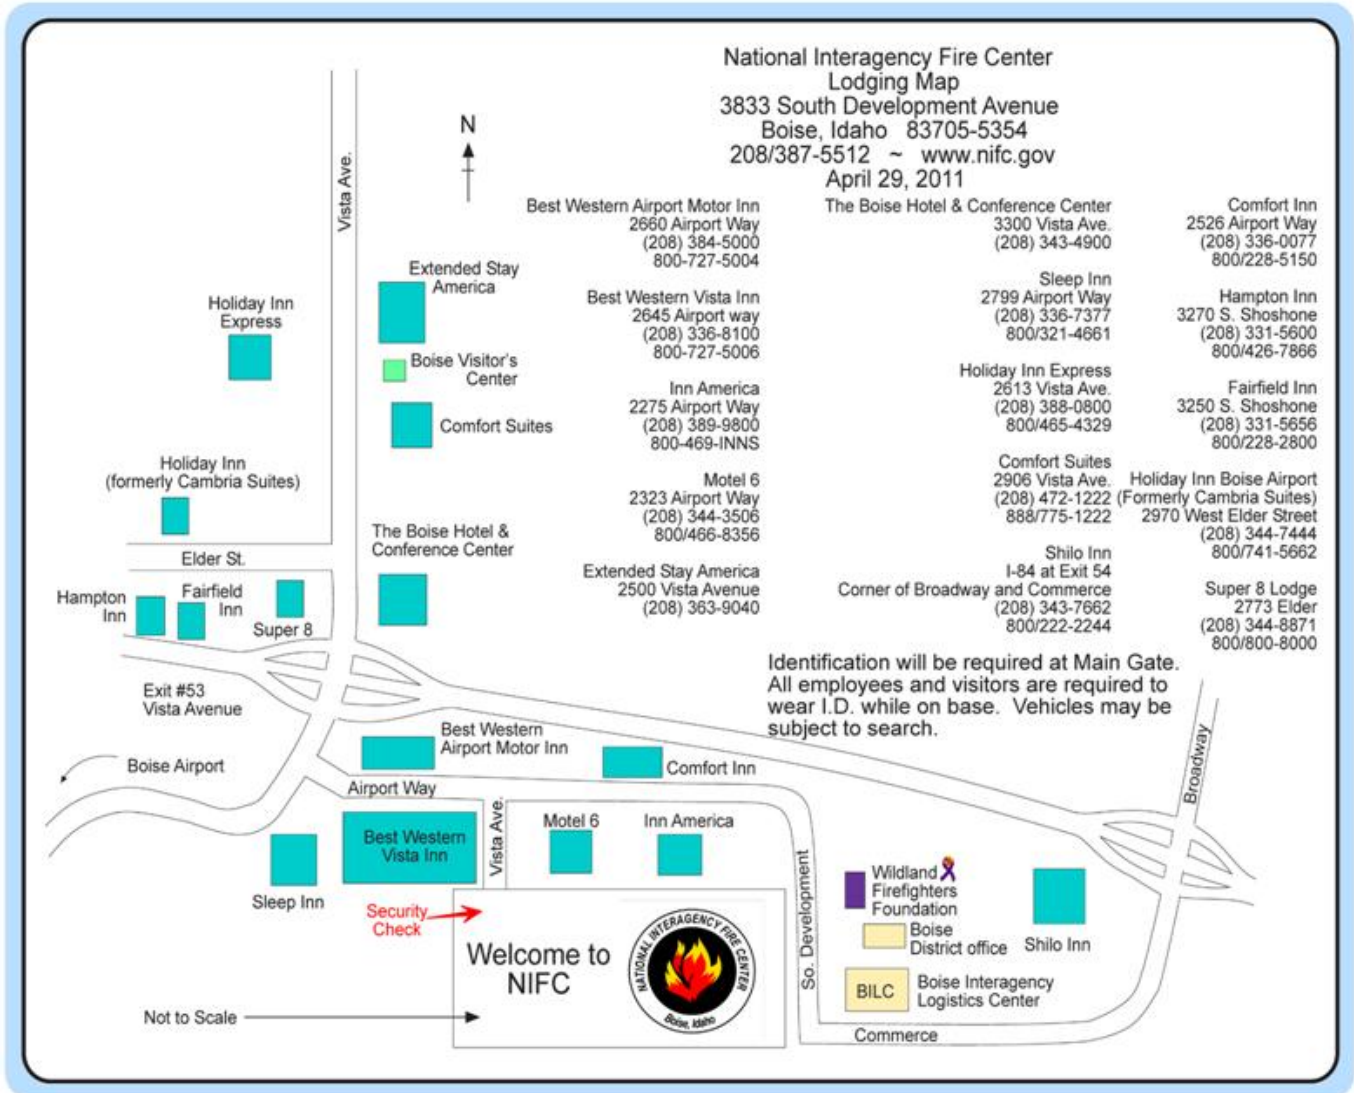 National Interagency Fire Center
Lodging Map
3833 South Development Avenue
Boise, Idaho 83705-5354
208/387-5512 ~ www.nifc.gov
April 29, 2011
N
Vista Ave.
Best Western Airport Motor Inn
2660 Airport Way
(208) 384-5000
800-727-5004
Best Western Vista Inn
2645 Airport way
(208) 336-8100
800-727-5006
Inn America
2275 Airport Way
(208) 389-9800
800-469-INNS
Motel 6
2323 Airport Way
(208) 344-3506
800/466-8356
Extended Stay America
2500 Vista Avenue
(208) 363-9040
The Boise Hotel & Conference Center
3300 Vista Ave.
(208) 343-4900
Sleep Inn
2799 Airport Way
(208) 336-7377
800/321-4661
Holiday Inn Express
2613 Vista Ave.
(208) 388-0800
800/465-4329
Comfort Suites
2906 Vista Ave.
(208) 472-1222
888/775-1222
Shilo Inn
I-84 at Exit 54
Corner of Broadway and Commerce
(208) 343-7662
800/222-2244
Comfort Inn
2526 Airport Way
(208) 336-0077
800/228-5150
Hampton Inn
3270 S. Shoshone
(208) 331-5600
800/426-7866
Fairfield Inn
3250 S. Shoshone
(208) 331-5656
800/228-2800
Holiday Inn Boise Airport
(Formerly Cambria Suites)
2970 West Elder Street
(208) 344-7444
800/741-5662
Super 8 Lodge
2773 Elder
(208) 344-8871
800/800-8000
Identification will be required at Main Gate.
All employees and visitors are required to
wear I.D. while on base. Vehicles may be
subject to search.
Extended Stay
America
Holiday Inn
Express
Boise Visitor's
Center
Comfort Suites
Holiday Inn
(formerly Cambria Suites)
The Boise Hotel &
Conference Center
Elder St.
Hampton
Inn
Fairfield
Inn
Super 8
Exit #53
Vista Avenue
Best Western
Airport Motor Inn
Comfort Inn
Broadway
Boise Airport
Airport Way
Best Western
Vista Inn
Vista Ave.
Motel 6
Inn America
Sleep Inn
Security
Check
Welcome to
NIFC
NATIONAL INTERAGENCY FIRE CENTER
Boise, Idaho
So. Development
Wildland
Firefighters
Foundation
Boise
District office
Shilo Inn
BILC
Boise Interagency
Logistics Center
Not to Scale
Commerce